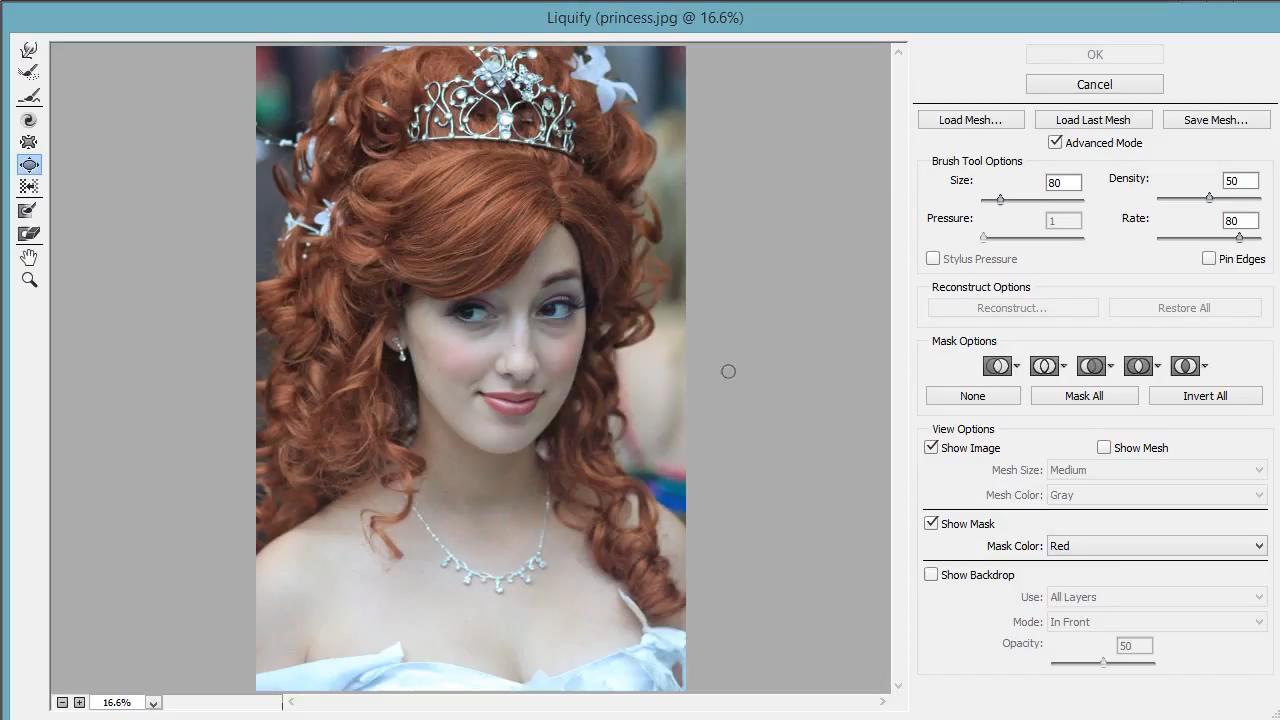 Liquify (princess.jpg @ 16.6%)
OK
Cancel
Load Mesh...
Load Last Mesh
Save Mesh...
Advanced Mode
Brush Tool Options
Size: 80
Density: 50
Pressure: 1
Rate: 80
Stylus Pressure
Pin Edges
Reconstruct Options
Reconstruct...
Restore All
Mask Options
None
Mask All
Invert All
View Options
Show Image
Show Mesh
Mesh Size: Medium
Mesh Color: Gray
Show Mask
Mask Color: Red
Show Backdrop
Use: All Layers
Mode: In Front
Opacity: 50
16.6%